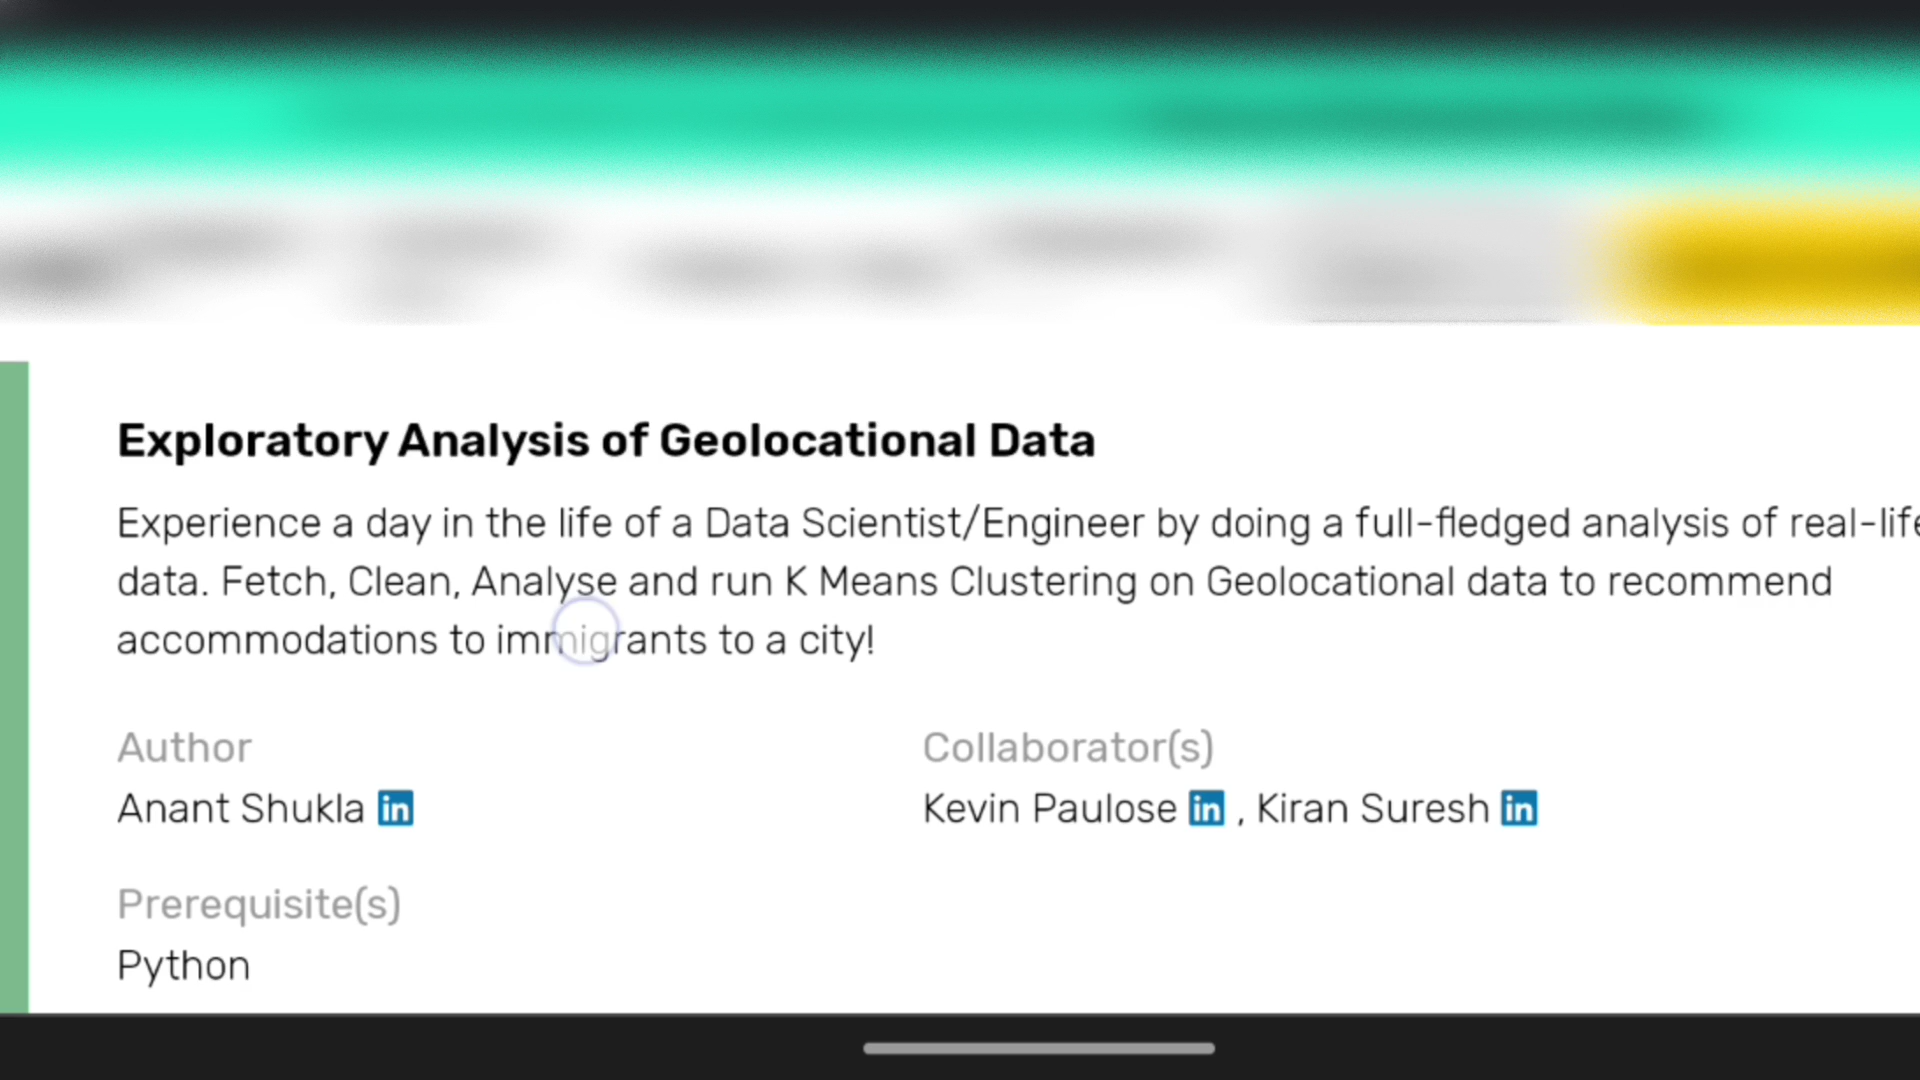 Exploratory Analysis of Geolocational Data
Experience a day in the life of a Data Scientist/Engineer by doing a full-fledged analysis of real-life
data. Fetch, Clean, Analyse and run K Means Clustering on Geolocational data to recommend
accommodations to immigrants to a city!
Author
Collaborator(s)
Anant Shukla in
Kevin Paulose in , Kiran Suresh in
Prerequisite(s)
Python